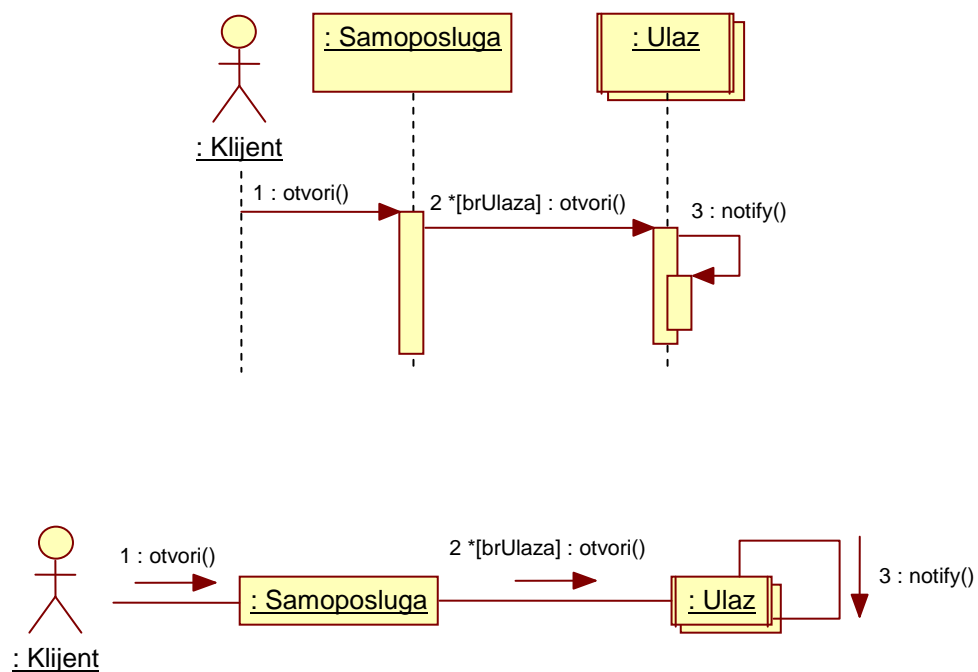 : Samoposluga
: Ulaz
: Klijent
1 : otvori()
2 *[brUlaza] : otvori()
3 : notify()
1 : otvori()
2 *[brUlaza] : otvori()
3 : notify()
: Samoposluga
: Ulaz
: Klijent